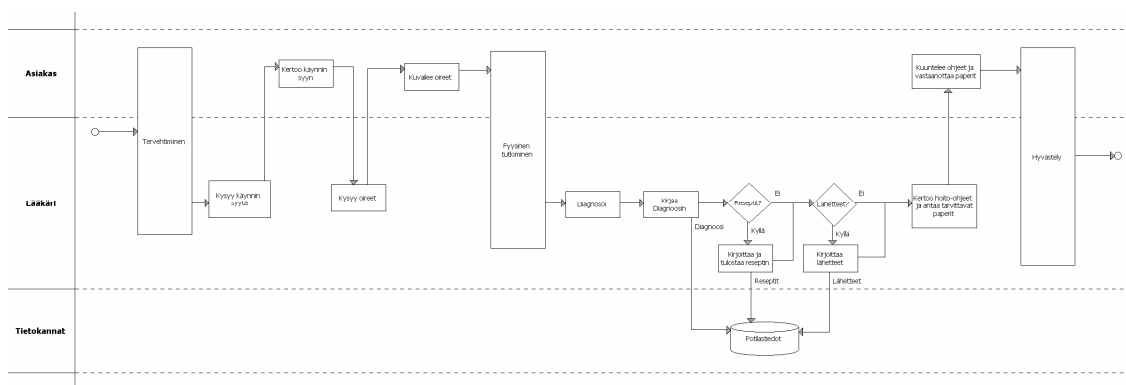 Asiakas
Kertoo käynnin
syyn
Kuvailee oireet
Kuuntelee ohjeet ja
vastaanottaa paperit
Tervehtiminen
Fyysinen
tutkiminen
Hyvästely
Lääkäri
Kysyy käynnin
syytä
Kysyy oireet
Diagnosoi
Kirjaa
Diagnoosin
Diagnoosi
Reseptit?
Ei
Kyllä
Kirjoittaa ja
tulostaa reseptin
Reseptit
Lähetteet?
Ei
Kyllä
Kirjoittaa
lähetteet
Lähetteet
Kertoo hoito-ohjeet
ja antaa tarvittavat
paperit
Tietokannat
Potilastiedot